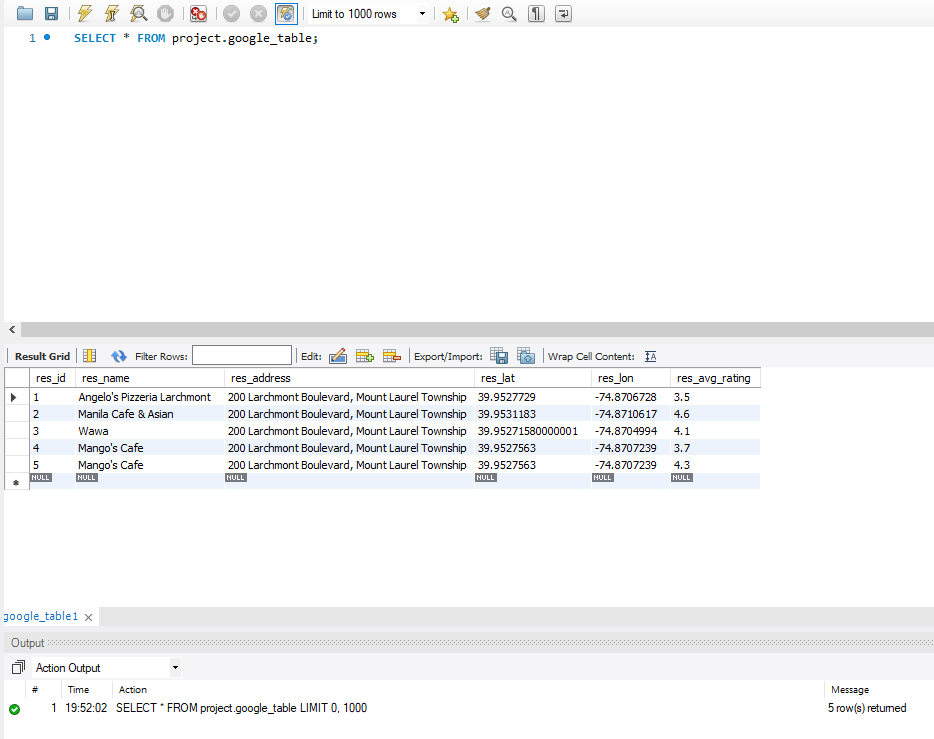 Limit to 1000 rows
1 SELECT * FROM project.google_table;
Result Grid Filter Rows: Edit: Export/Import: Wrap Cell Content:
res_id res_name res_address res_lat res_lon res_avg_rating
1 Angelo's Pizzeria Larchmont 200 Larchmont Boulevard, Mount Laurel Township 39.9527729 -74.8706728 3.5
2 Manila Cafe & Asian 200 Larchmont Boulevard, Mount Laurel Township 39.9531183 -74.8710617 4.6
3 Wawa 200 Larchmont Boulevard, Mount Laurel Township 39.95271580000001 -74.8704994 4.1
4 Mango's Cafe 200 Larchmont Boulevard, Mount Laurel Township 39.9527563 -74.8707239 3.7
5 Mango's Cafe 200 Larchmont Boulevard, Mount Laurel Township 39.9527563 -74.8707239 4.3
NULL NULL NULL NULL NULL NULL
google_table1
Output
Action Output
# Time Action Message
1 19:52:02 SELECT * FROM project.google_table LIMIT 0, 1000 5 row(s) returned